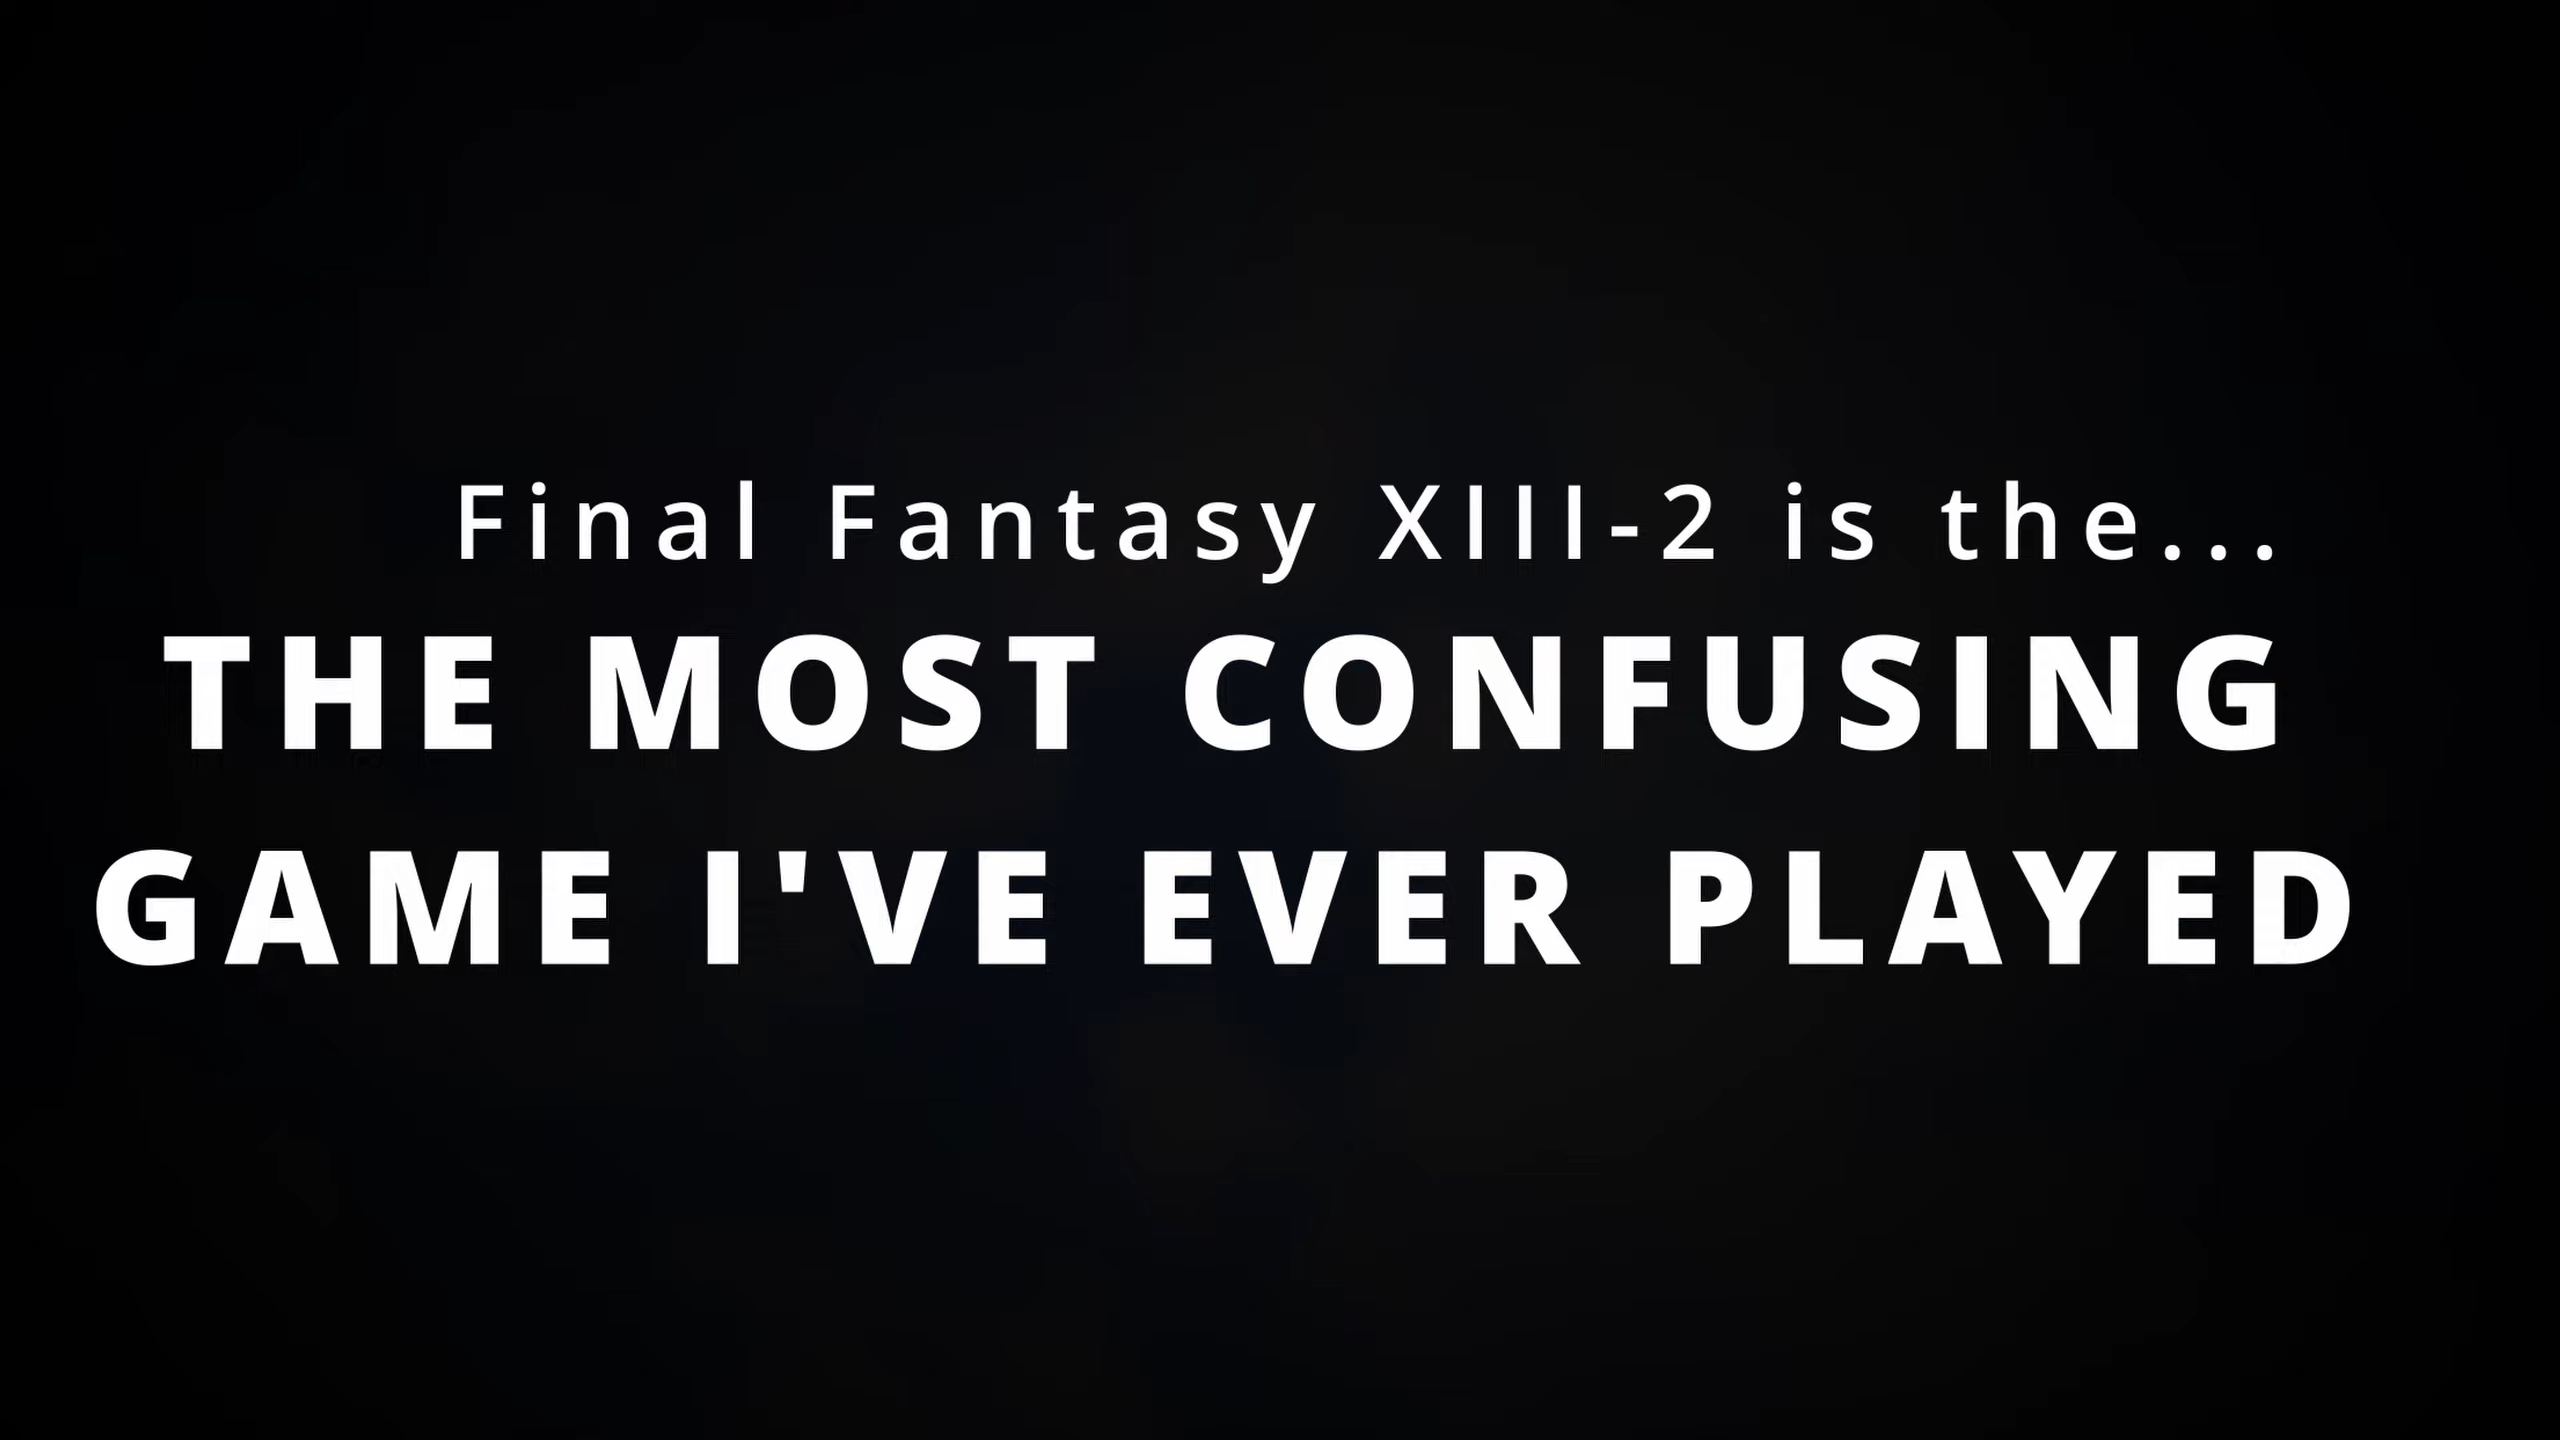 Final Fantasy XIII-2 is the...
THE MOST CONFUSING
GAME I'VE EVER PLAYED